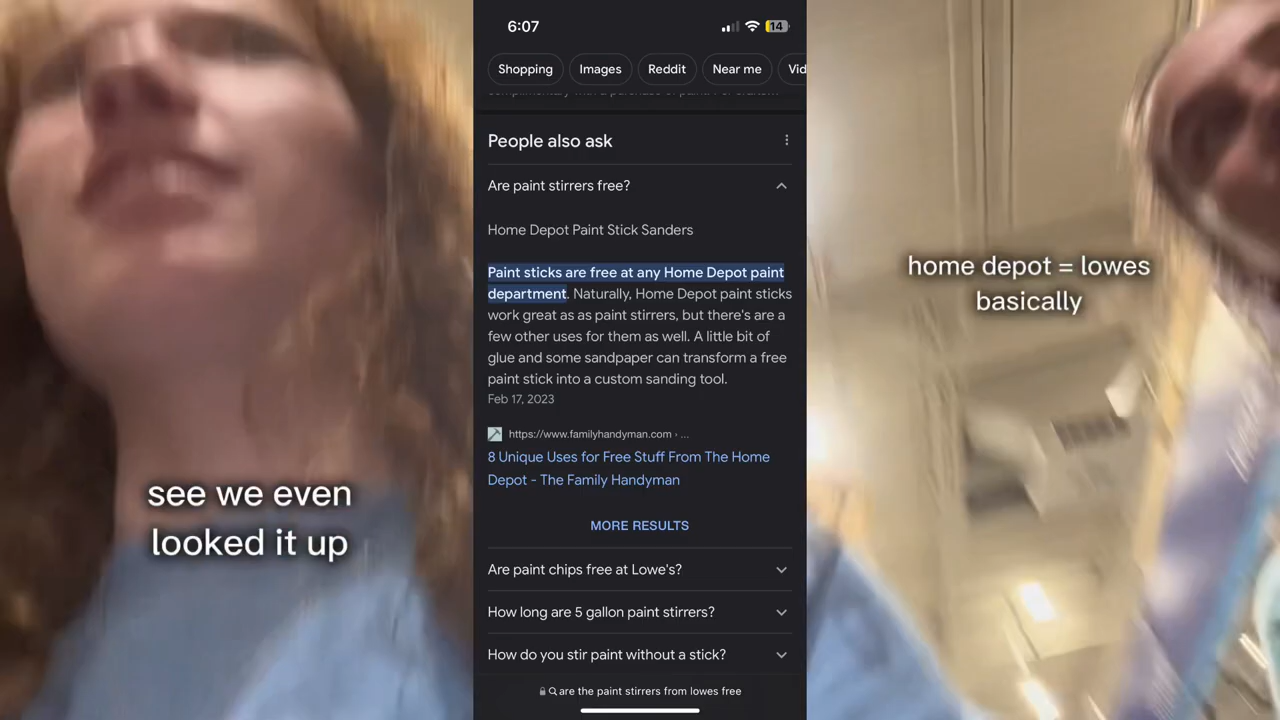 see we even
looked it up
6:07
14
Shopping
Images
Reddit
Near me
Vid
People also ask
Are paint stirrers free?
Home Depot Paint Stick Sanders
Paint sticks are free at any Home Depot paint
department. Naturally, Home Depot paint sticks
work great as as paint stirrers, but there's are a
few other uses for them as well. A little bit of
glue and some sandpaper can transform a free
paint stick into a custom sanding tool.
Feb 17, 2023
https://www.familyhandyman.com › ...
8 Unique Uses for Free Stuff From The Home
Depot - The Family Handyman
MORE RESULTS
Are paint chips free at Lowe's?
How long are 5 gallon paint stirrers?
How do you stir paint without a stick?
are the paint stirrers from lowes free
home depot = lowes
basically